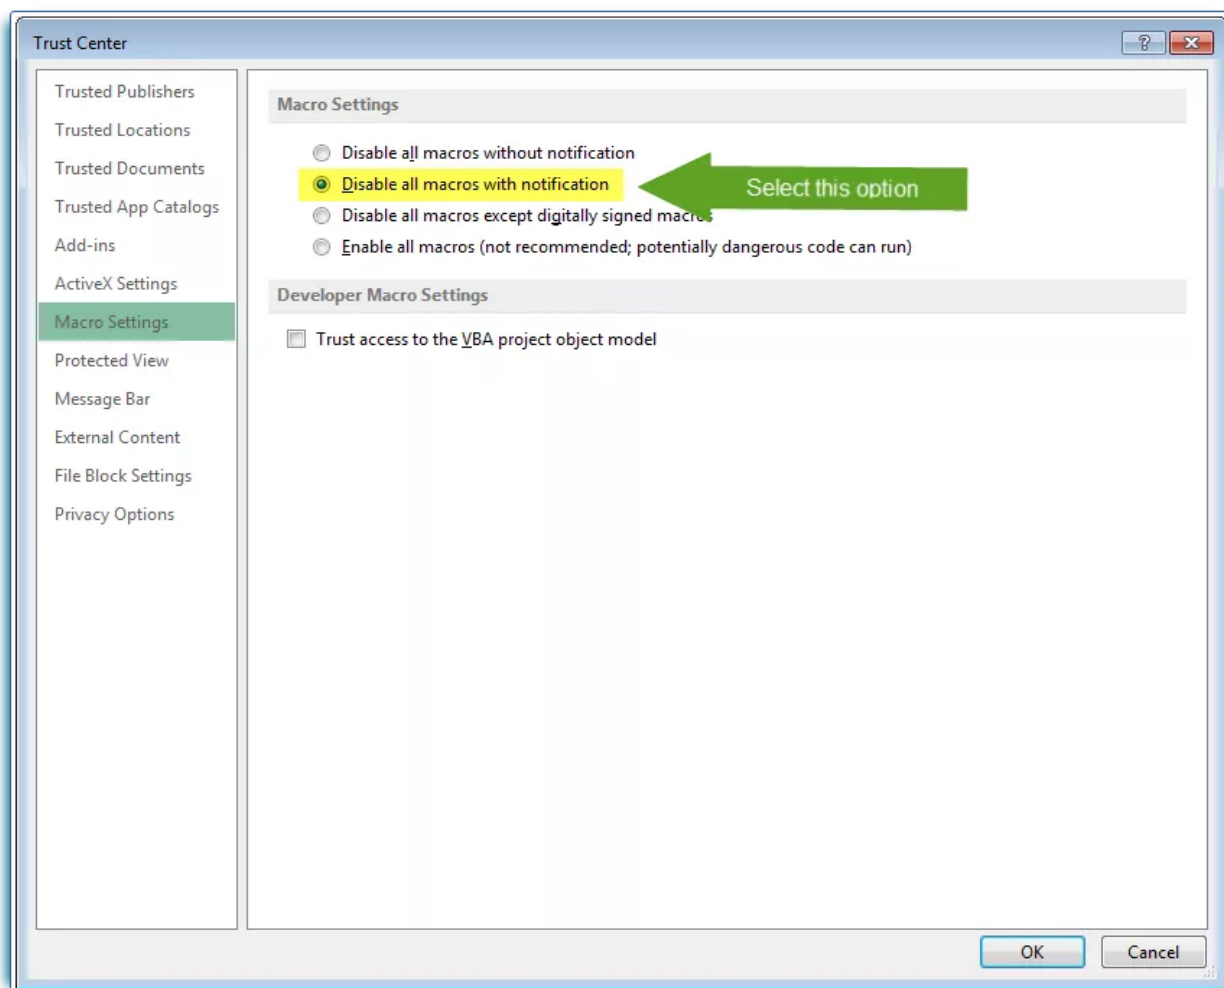 Trust Center
Trusted Publishers
Trusted Locations
Trusted Documents
Trusted App Catalogs
Add-ins
ActiveX Settings
Macro Settings
Protected View
Message Bar
External Content
File Block Settings
Privacy Options
Macro Settings
Disable all macros without notification
Disable all macros with notification
Select this option
Disable all macros except digitally signed macros
Enable all macros (not recommended; potentially dangerous code can run)
Developer Macro Settings
Trust access to the VBA project object model
OK
Cancel